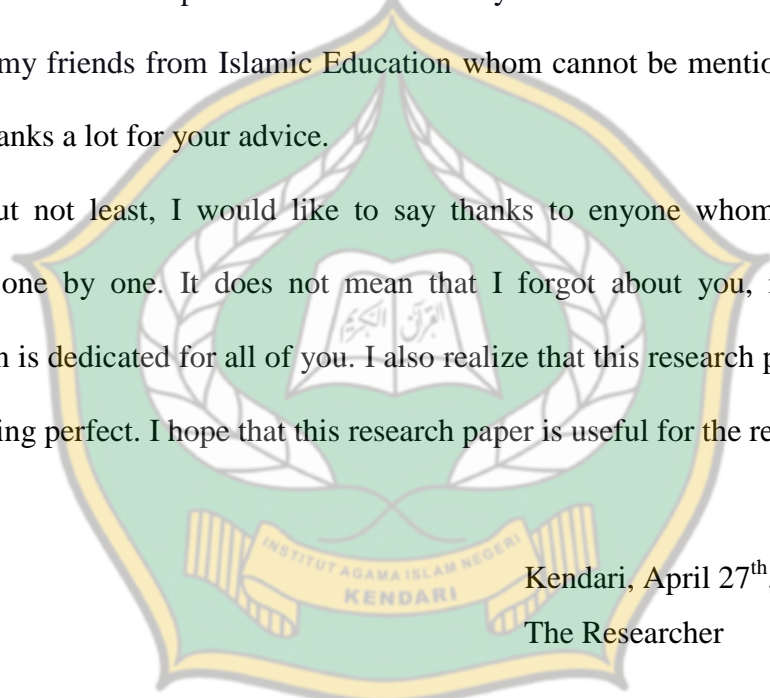 my friends from Islamic Education whom cannot be mentio
anks a lot for your advice.
ut not least, I would like to say thanks to enyone whom
one by one. It does not mean that I forgot about you,
is dedicated for all of you. I also realize that this research p
ing perfect. I hope that this research paper is useful for the re
القرآن الكريم
INSTITUT AGAMA ISLAM NEGERI
KENDARI
Kendari, April 27th
The Researcher